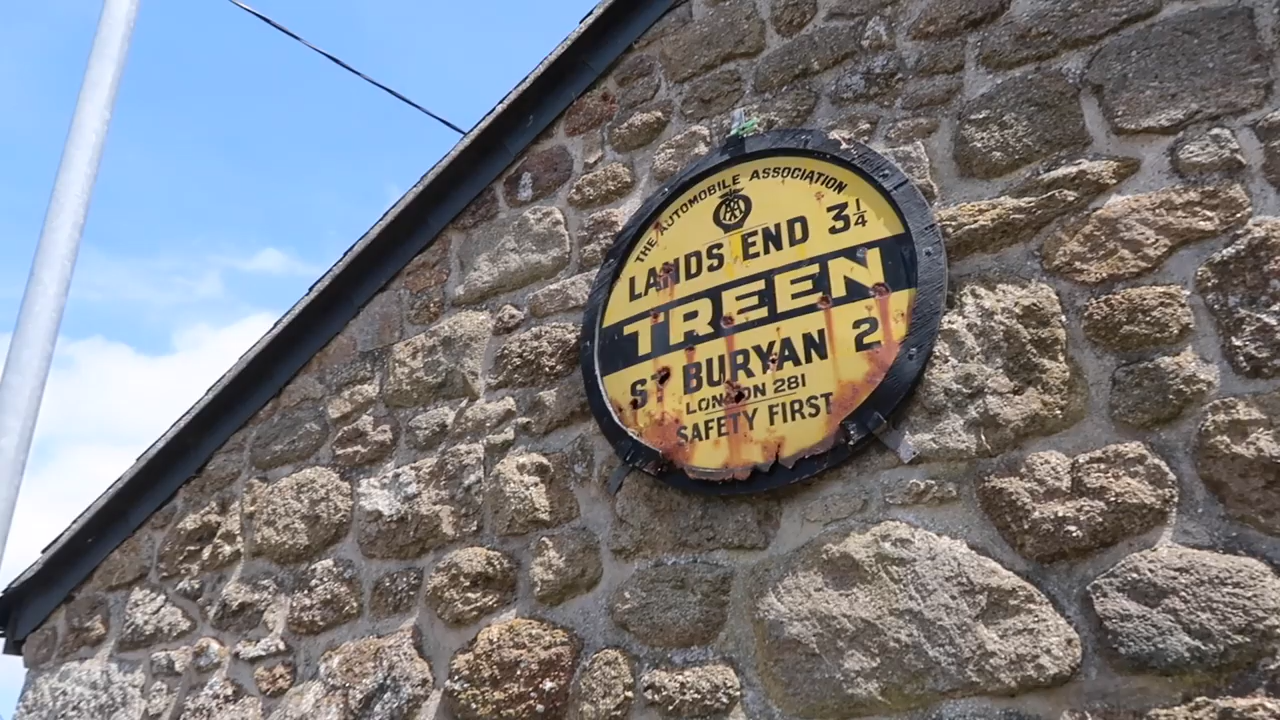 THE AUTOMOBILE ASSOCIATION
AA
LANDS END 3¼
TREEN
ST BURYAN 2
LONDON 281
SAFETY FIRST